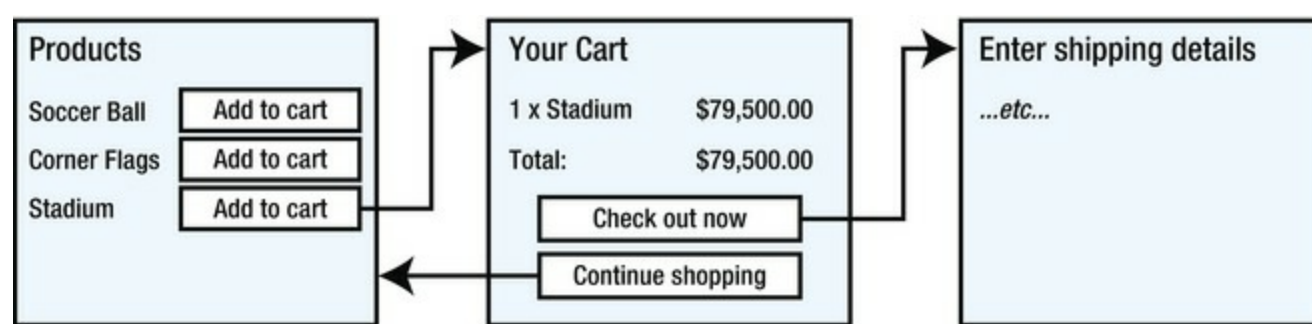 Products
Soccer Ball Add to cart
Corner Flags Add to cart
Stadium Add to cart
Your Cart
1 x Stadium $79,500.00
Total: $79,500.00
Check out now
Continue shopping
Enter shipping details
...etc...